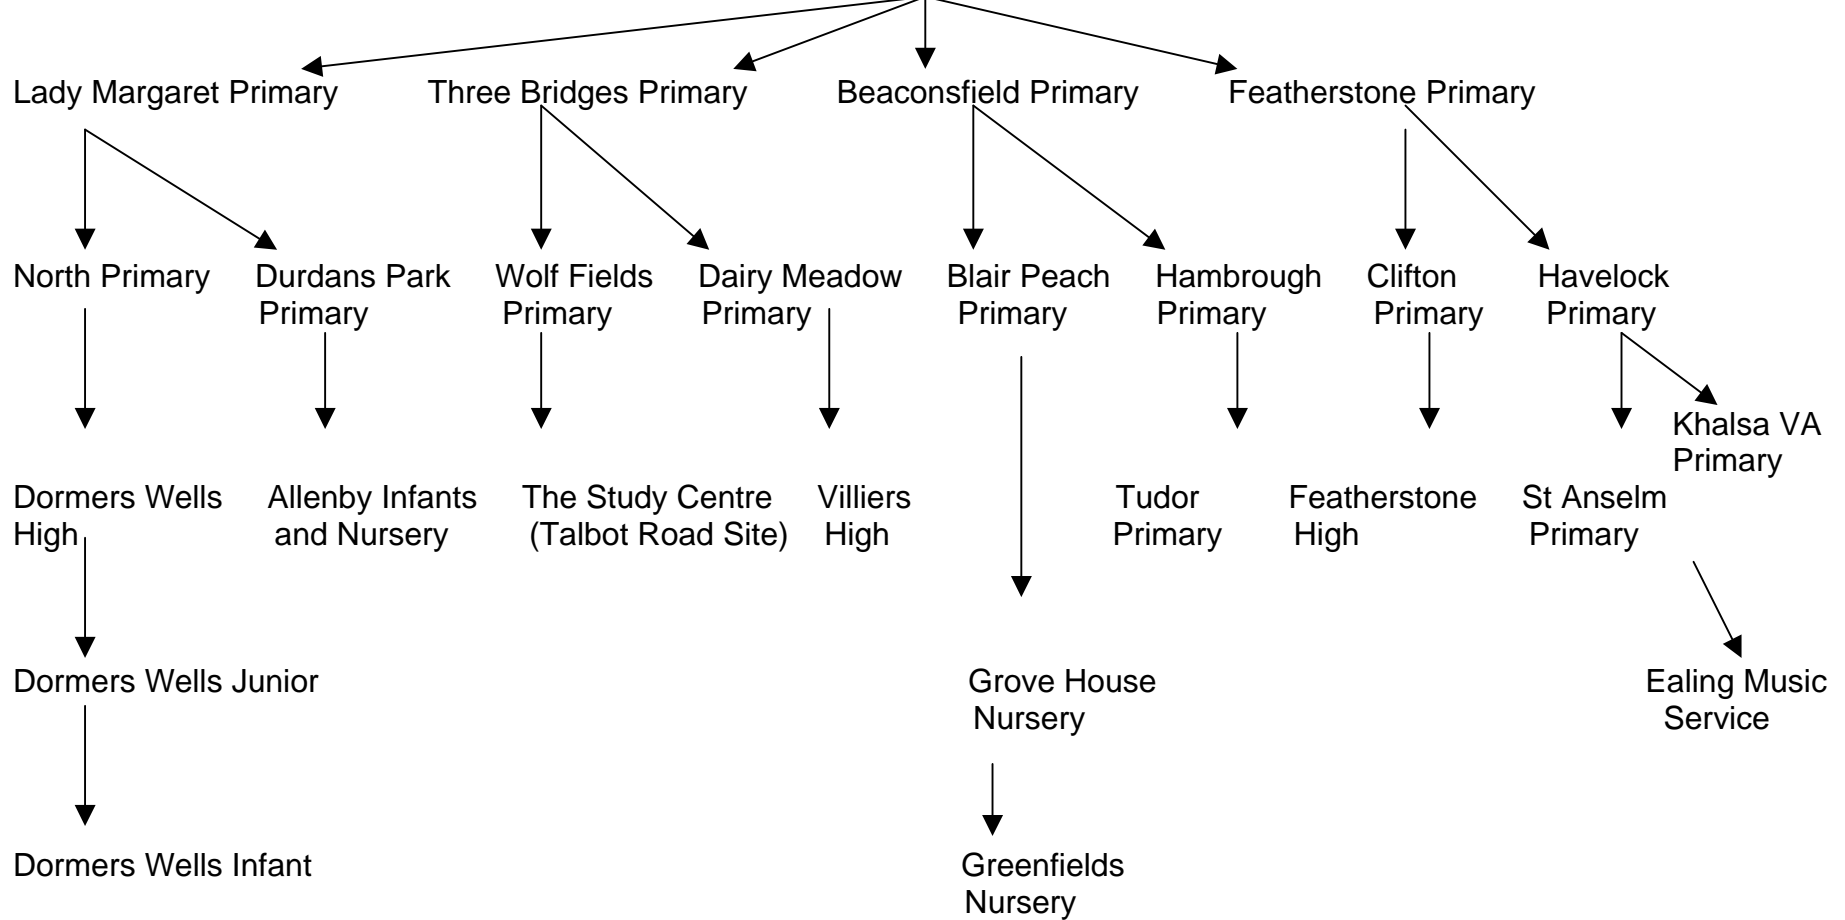 Lady Margaret Primary
Three Bridges Primary
Beaconsfield Primary
Featherstone Primary
North Primary
Durdans Park
Primary
Wolf Fields
Primary
Dairy Meadow
Primary
Blair Peach
Primary
Hambrough
Primary
Clifton
Primary
Havelock
Primary
Khalsa VA
Primary
Dormers Wells
High
Allenby Infants
and Nursery
The Study Centre
(Talbot Road Site)
Villiers
High
Tudor
Primary
Featherstone
High
St Anselm
Primary
Dormers Wells Junior
Grove House
Nursery
Ealing Music
Service
Dormers Wells Infant
Greenfields
Nursery